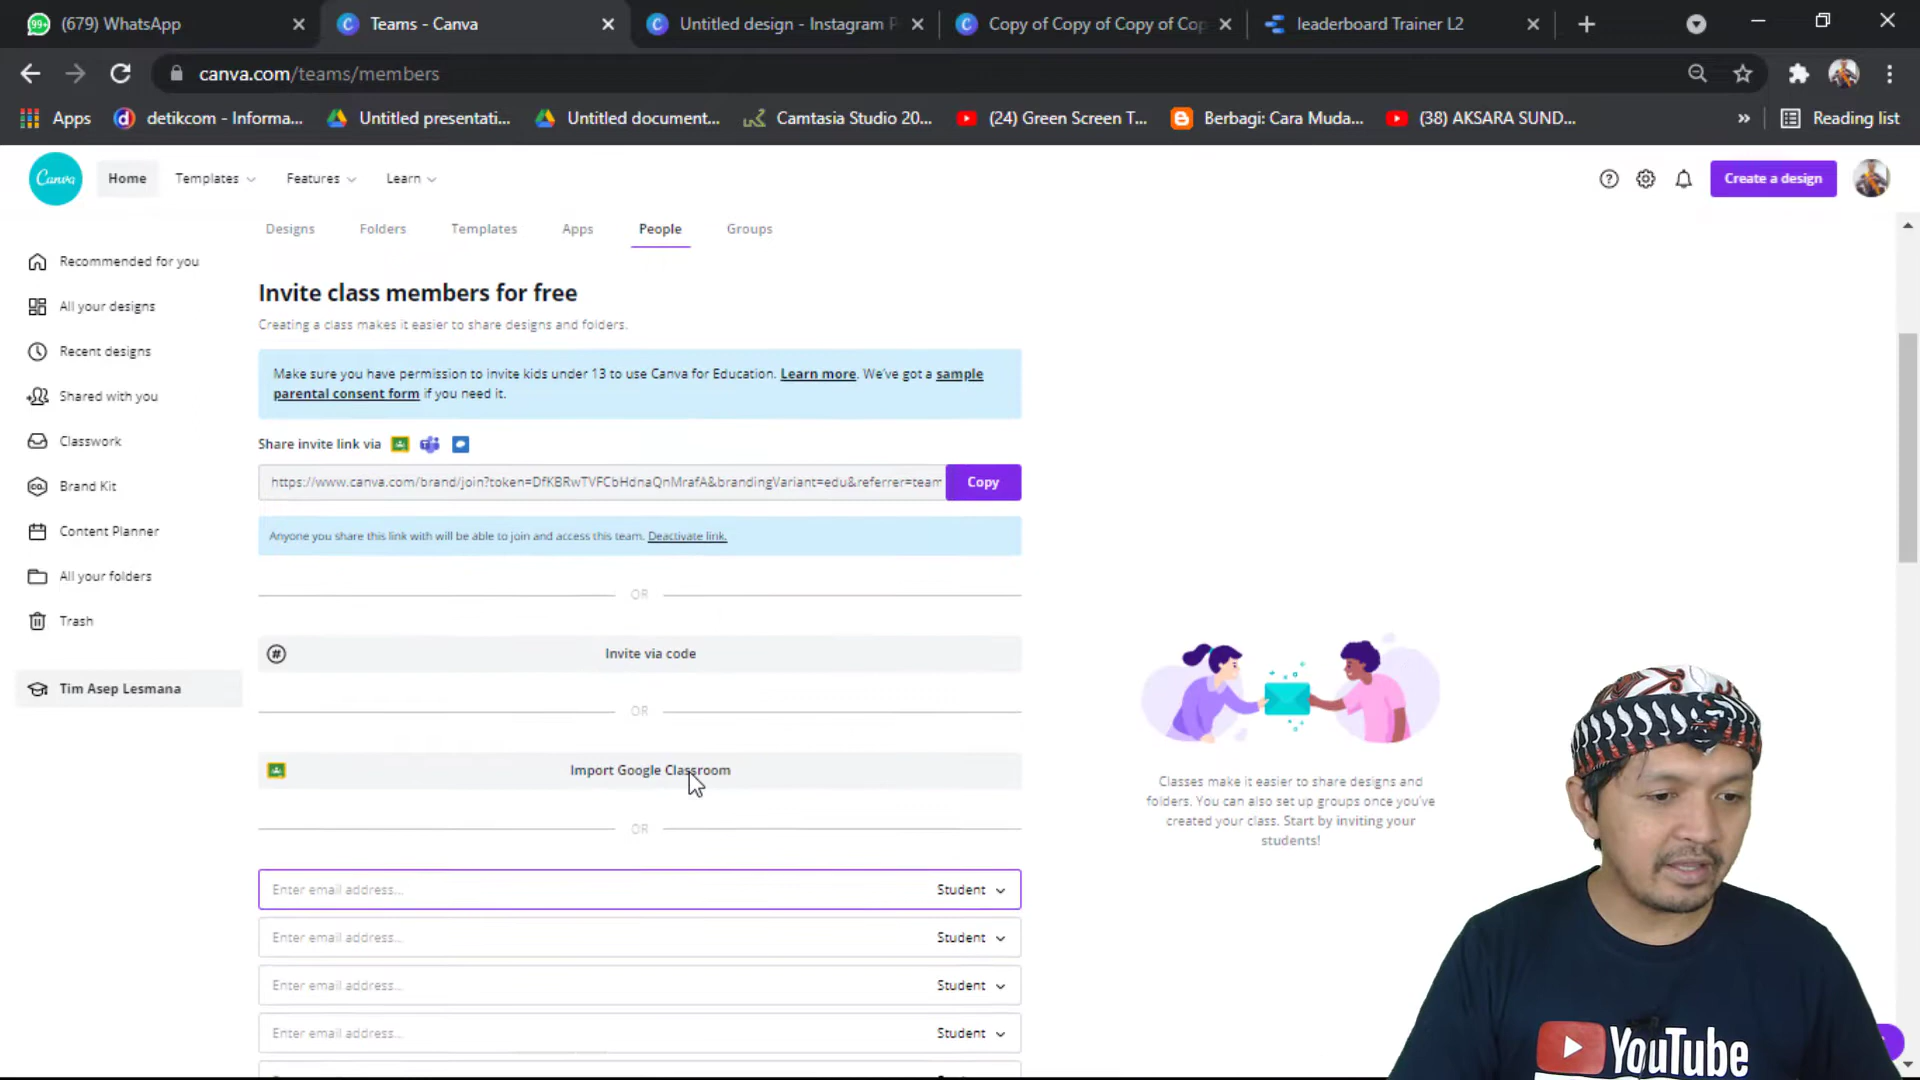 (679) WhatsApp
Teams - Canva
Untitled design - Instagram P
Copy of Copy of Copy of Cop
leaderboard Trainer L2
canva.com/teams/members
Apps
detikcom - Informa...
Untitled presentati...
Untitled document...
Camtasia Studio 20...
(24) Green Screen T...
Berbagi: Cara Muda...
(38) AKSARA SUND...
»
Reading list
Canva
Home
Templates
Features
Learn
Create a design
Designs
Folders
Templates
Apps
People
Groups
Recommended for you
All your designs
Recent designs
Shared with you
Classwork
Brand Kit
Content Planner
All your folders
Trash
Tim Asep Lesmana
Invite class members for free
Creating a class makes it easier to share designs and folders.
Make sure you have permission to invite kids under 13 to use Canva for Education. Learn more. We've got a sample
parental consent form if you need it.
Share invite link via
https://www.canva.com/brand/join?token=DfKBRwTVFCbHdnaQnMrafA&brandingVariant=edu&referrer=team
Copy
Anyone you share this link with will be able to join and access this team. Deactivate link.
OR
Invite via code
OR
Import Google Classroom
OR
Enter email address...
Student
Enter email address...
Student
Enter email address...
Student
Enter email address...
Student
Classes make it easier to share designs and
folders. You can also set up groups once you've
created your class. Start by inviting your
students!
YouTube